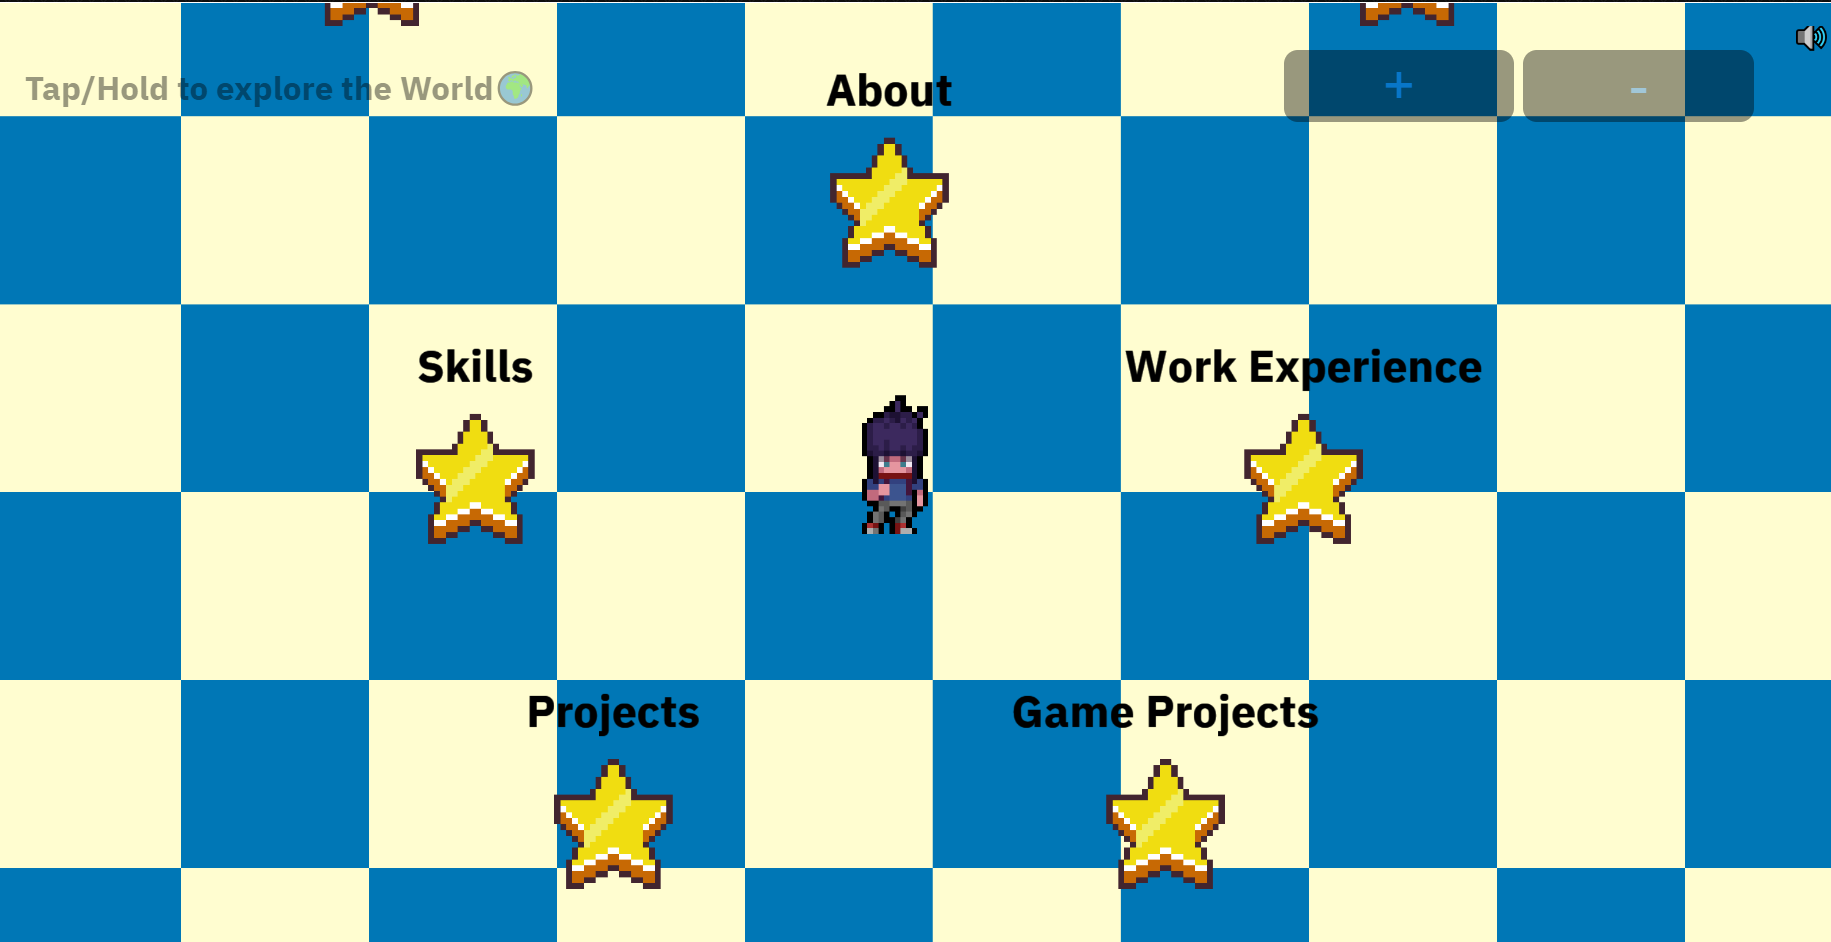 Tap/Hold to explore the World🌍
About
+
-
Skills
Work Experience
Projects
Game Projects